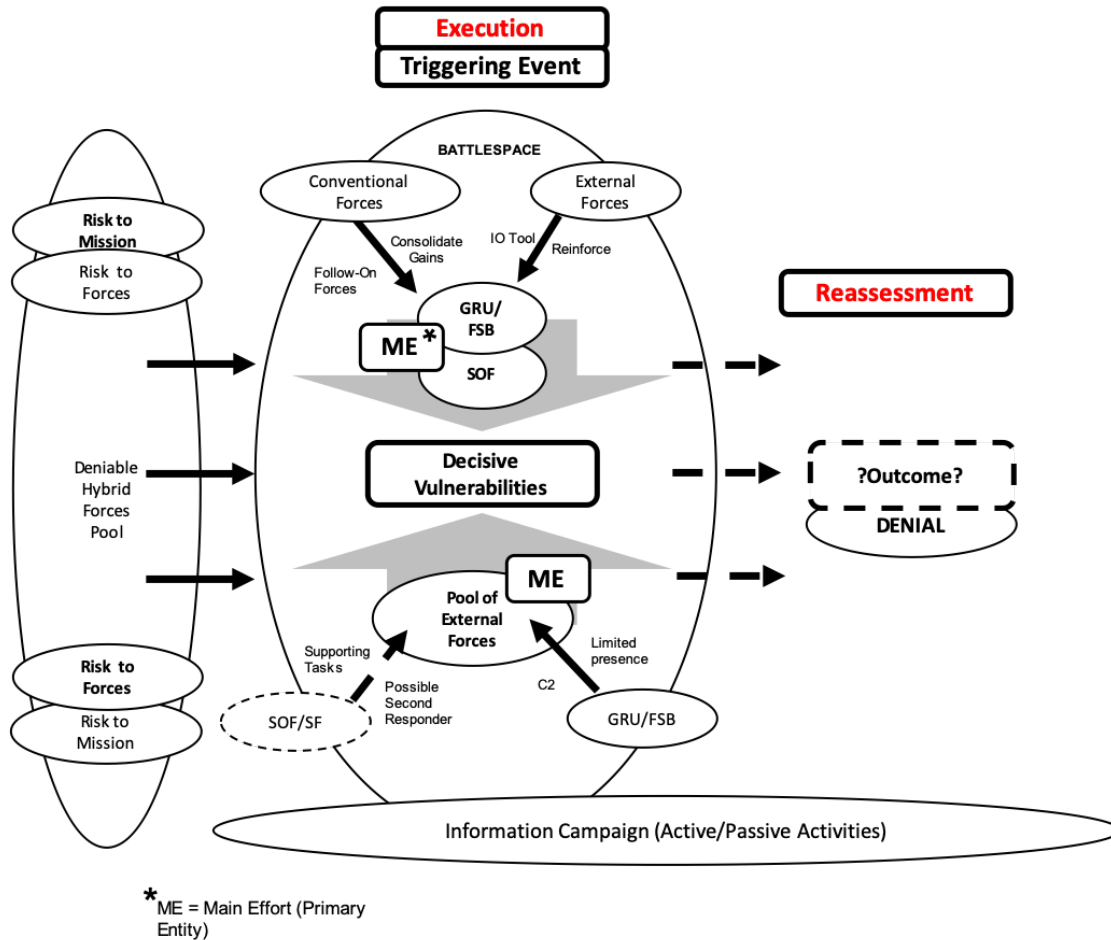 Execution
Triggering Event
BATTLESPACE
Conventional
Forces
External
Forces
Consolidate
Gains
IO Tool
Reinforce
Follow-On
Forces
Risk to
Mission
Risk to
Forces
GRU/
FSB
ME*
SOF
Reassessment
Deniable
Hybrid
Forces
Pool
Decisive
Vulnerabilities
?Outcome?
DENIAL
ME
Pool of
External
Forces
Supporting
Tasks
Possible
Second
Responder
Limited
presence
C2
Risk to
Forces
Risk to
Mission
SOF/SF
GRU/FSB
Information Campaign (Active/Passive Activities)
*ME = Main Effort (Primary
Entity)